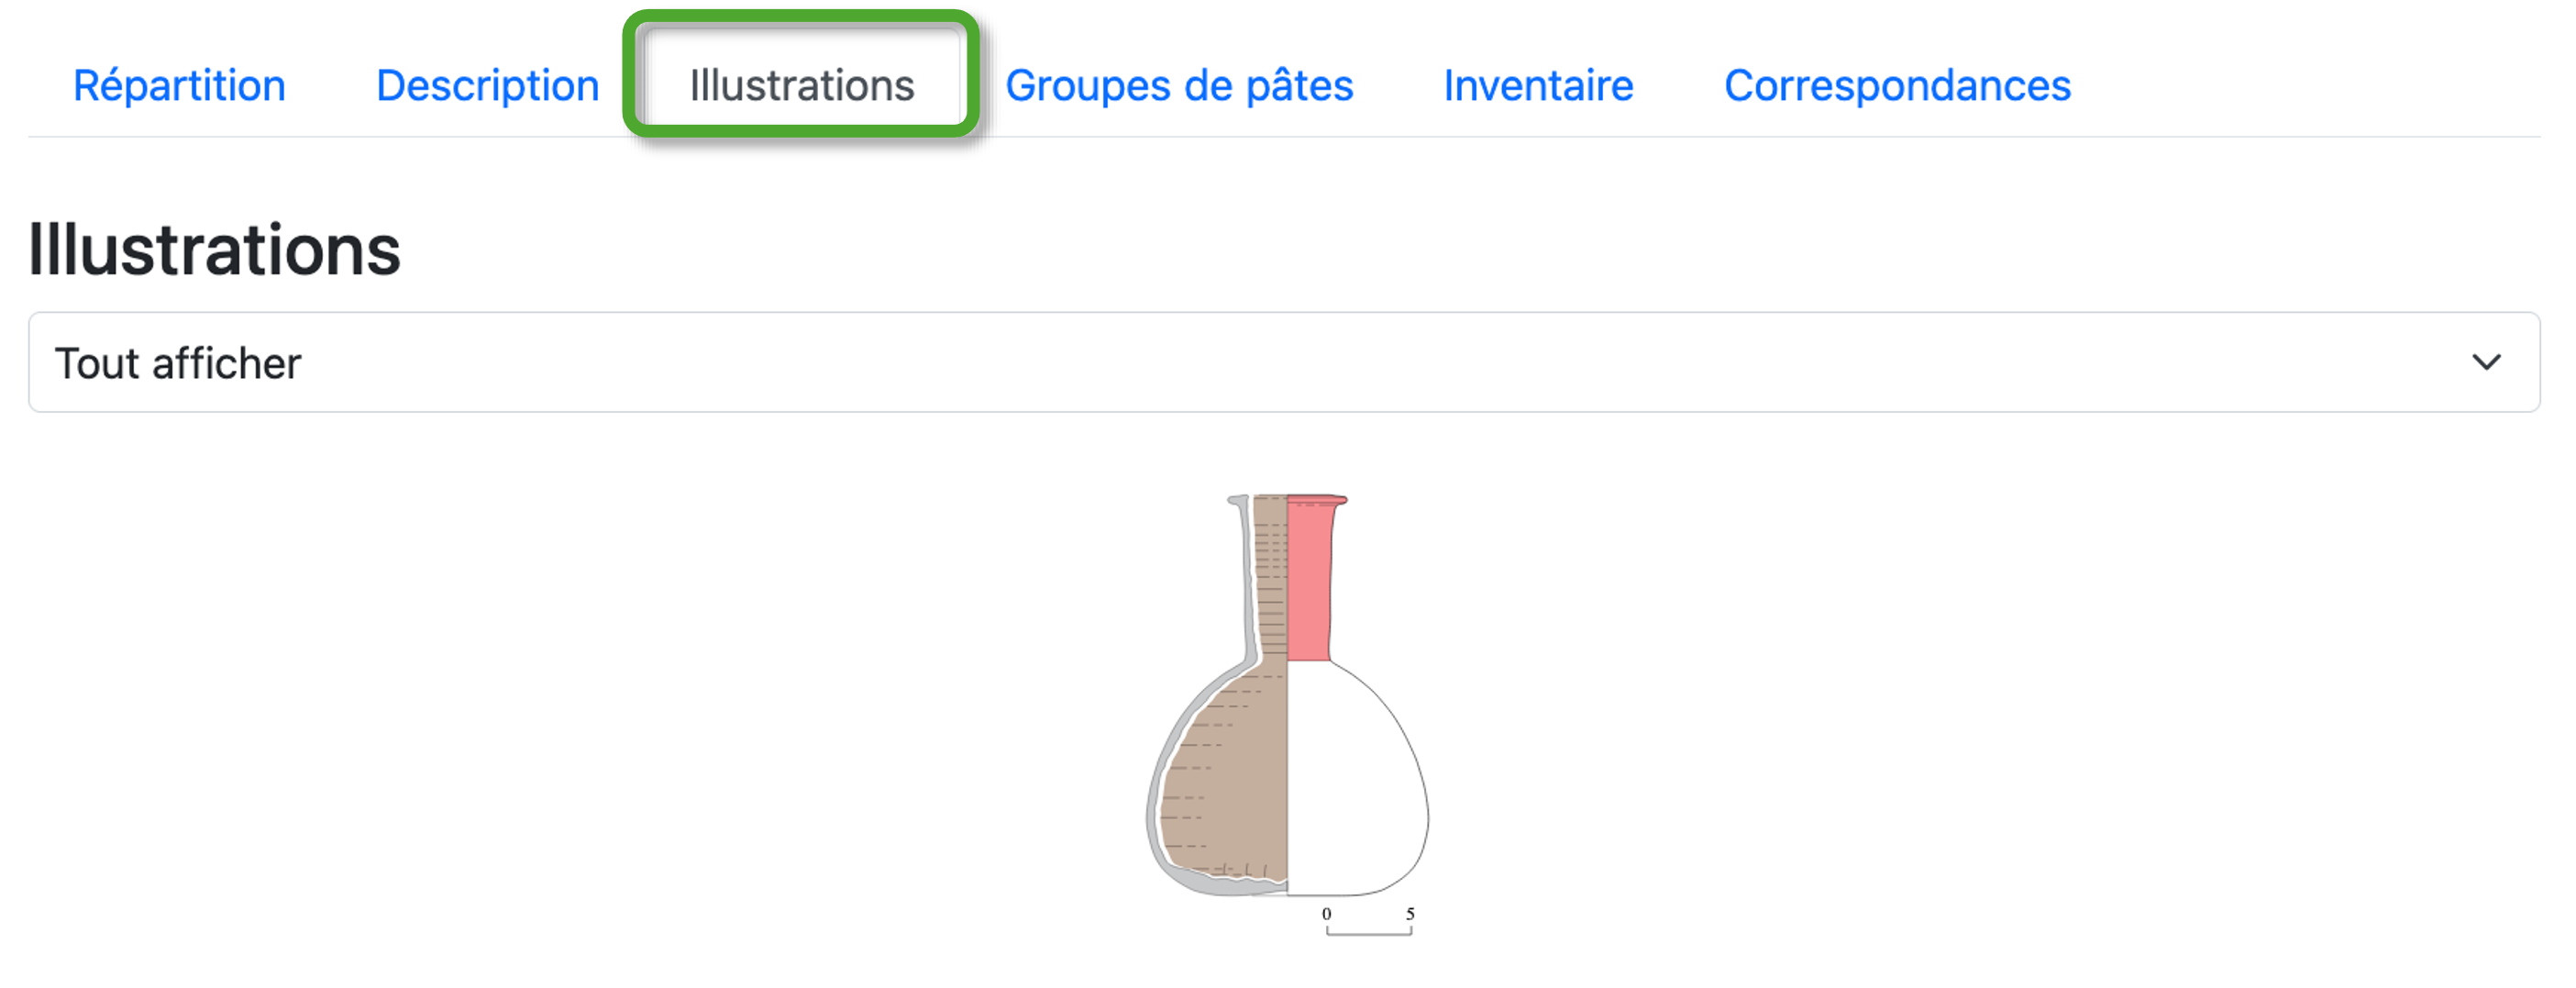 Répartition Description Illustrations Groupes de pâtes Inventaire Correspondances
Illustrations
Tout afficher
0 5